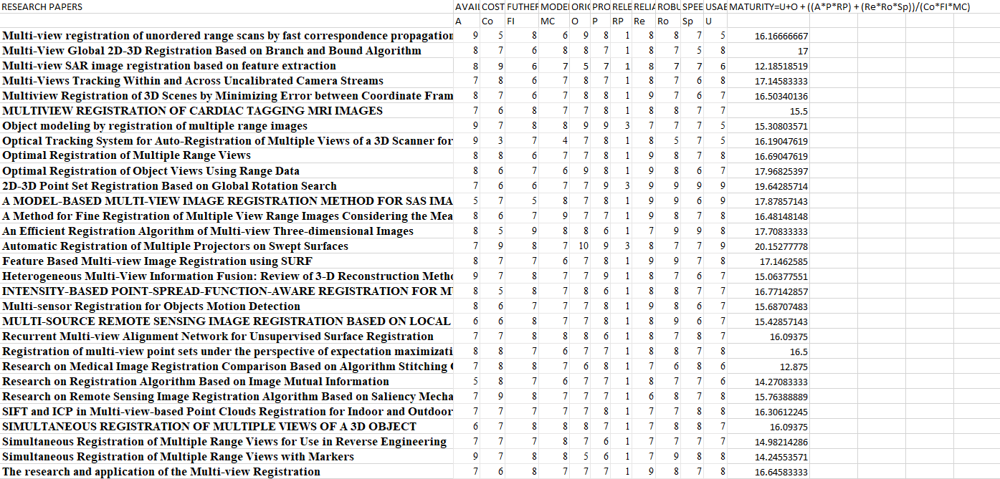 RESEARCH PAPERS AVAIL COST FUTHER MODEL ORIG PRO RELE RELIA ROBU SPEE USAB MATURITY=U+O + ((A*P*RP) + (Re*Ro*Sp))/(Co*FI*MC)
A Co FI MC O P RP Re Ro Sp U
Multi-view registration of unordered range scans by fast correspondence propagation 9 5 8 6 9 8 1 8 8 7 5 16.16666667
Multi-View Global 2D-3D Registration Based on Branch and Bound Algorithm 8 7 6 8 8 7 1 8 7 5 8 17
Multi-view SAR image registration based on feature extraction 8 9 6 7 5 7 1 8 7 7 6 12.18518519
Multi-Views Tracking Within and Across Uncalibrated Camera Streams 7 8 6 7 8 7 1 8 7 6 8 17.14583333
Multiview Registration of 3D Scenes by Minimizing Error between Coordinate Fram 8 7 6 7 8 8 1 9 7 6 7 16.50340136
MULTIVIEW REGISTRATION OF CARDIAC TAGGING MRI IMAGES 7 6 8 7 7 8 1 8 8 7 7 15.5
Object modeling by registration of multiple range images 9 7 8 8 9 9 3 7 7 7 5 15.30803571
Optical Tracking System for Auto-Registration of Multiple Views of a 3D Scanner for 9 3 7 4 7 8 1 8 5 7 5 16.19047619
Optimal Registration of Multiple Range Views 8 8 6 7 7 8 1 9 8 7 8 16.69047619
Optimal Registration of Object Views Using Range Data 8 6 7 6 9 8 1 9 8 6 7 17.96825397
2D-3D Point Set Registration Based on Global Rotation Search 7 6 6 7 7 9 3 9 9 9 9 19.64285714
A MODEL-BASED MULTI-VIEW IMAGE REGISTRATION METHOD FOR SAS IMA 5 7 5 8 7 8 1 9 9 6 9 17.87857143
A Method for Fine Registration of Multiple View Range Images Considering the Mea 8 6 7 9 7 7 1 9 8 7 8 16.48148148
An Efficient Registration Algorithm of Multi-view Three-dimensional Images 8 5 9 8 8 6 1 7 9 9 8 17.70833333
Automatic Registration of Multiple Projectors on Swept Surfaces 7 9 8 7 10 9 3 8 7 7 9 20.15277778
Feature Based Multi-view Image Registration using SURF 8 7 7 6 7 8 1 9 9 7 8 17.1462585
Heterogeneous Multi-View Information Fusion: Review of 3-D Reconstruction Metho 9 7 8 7 7 9 1 8 7 6 7 15.06377551
INTENSITY-BASED POINT-SPREAD-FUNCTION-AWARE REGISTRATION FOR MU 8 5 8 7 8 6 1 8 8 7 7 16.77142857
Multi-sensor Registration for Objects Motion Detection 8 6 7 7 7 8 1 9 8 6 7 15.68707483
MULTI-SOURCE REMOTE SENSING IMAGE REGISTRATION BASED ON LOCAL 6 6 8 7 7 8 1 8 9 6 7 15.42857143
Recurrent Multi-view Alignment Network for Unsupervised Surface Registration 7 7 8 8 8 6 1 8 7 8 7 16.09375
Registration of multi-view point sets under the perspective of expectation maximizati 8 8 7 6 7 7 1 8 8 7 8 16.5
Research on Medical Image Registration Comparison Based on Algorithm Stitching 7 8 8 7 6 8 1 7 6 8 6 12.875
Research on Registration Algorithm Based on Image Mutual Information 5 8 7 6 7 7 1 8 7 7 6 14.27083333
Research on Remote Sensing Image Registration Algorithm Based on Saliency Mecha 7 9 8 7 7 7 1 6 8 7 8 15.76388889
SIFT and ICP in Multi-view-based Point Clouds Registration for Indoor and Outdoor 7 7 7 7 7 8 1 7 7 8 8 16.30612245
SIMULTANEOUS REGISTRATION OF MULTIPLE VIEWS OF A 3D OBJECT 6 7 8 8 8 7 1 7 8 8 7 16.09375
Simultaneous Registration of Multiple Range Views for Use in Reverse Engineering 7 7 7 8 7 6 1 7 7 7 7 14.98214286
Simultaneous Registration of Multiple Range Views with Markers 9 7 8 8 5 6 1 7 9 8 8 14.24553571
The research and application of the Multi-view Registration 7 6 8 7 7 7 1 9 8 7 8 16.64583333